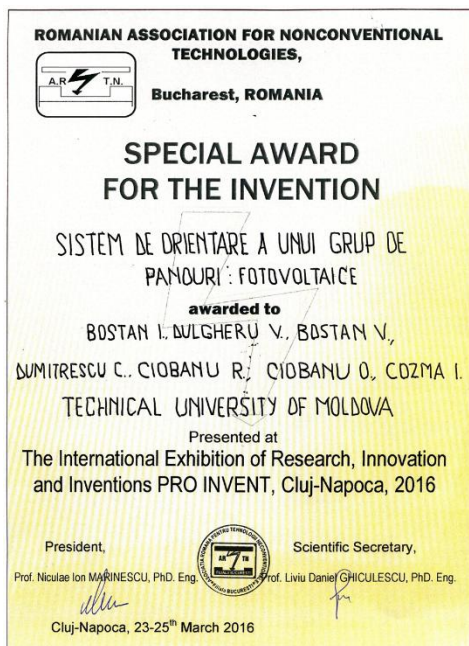 ROMANIAN ASSOCIATION FOR NONCONVENTIONAL
TECHNOLOGIES,
A.R T.N.
Bucharest, ROMANIA
SPECIAL AWARD
FOR THE INVENTION
SISTEM DE ORIENTARE A UNUI GRUP DE
PANOURI : FOTOVOLTAICE
awarded to
BOSTAN I., DULGHERU V., BOSTAN V.,
DUMITRESCU C., CIOBANU R., CIOBANU O., COZMA I.
TECHNICAL UNIVERSITY OF MOLDOVA
Presented at
The International Exhibition of Research, Innovation
and Inventions PRO INVENT, Cluj-Napoca, 2016
President,
Scientific Secretary,
Prof. Niculae Ion MARINESCU, PhD. Eng.
Prof. Liviu Daniel GHICULESCU, PhD. Eng.
Cluj-Napoca, 23-25th March 2016